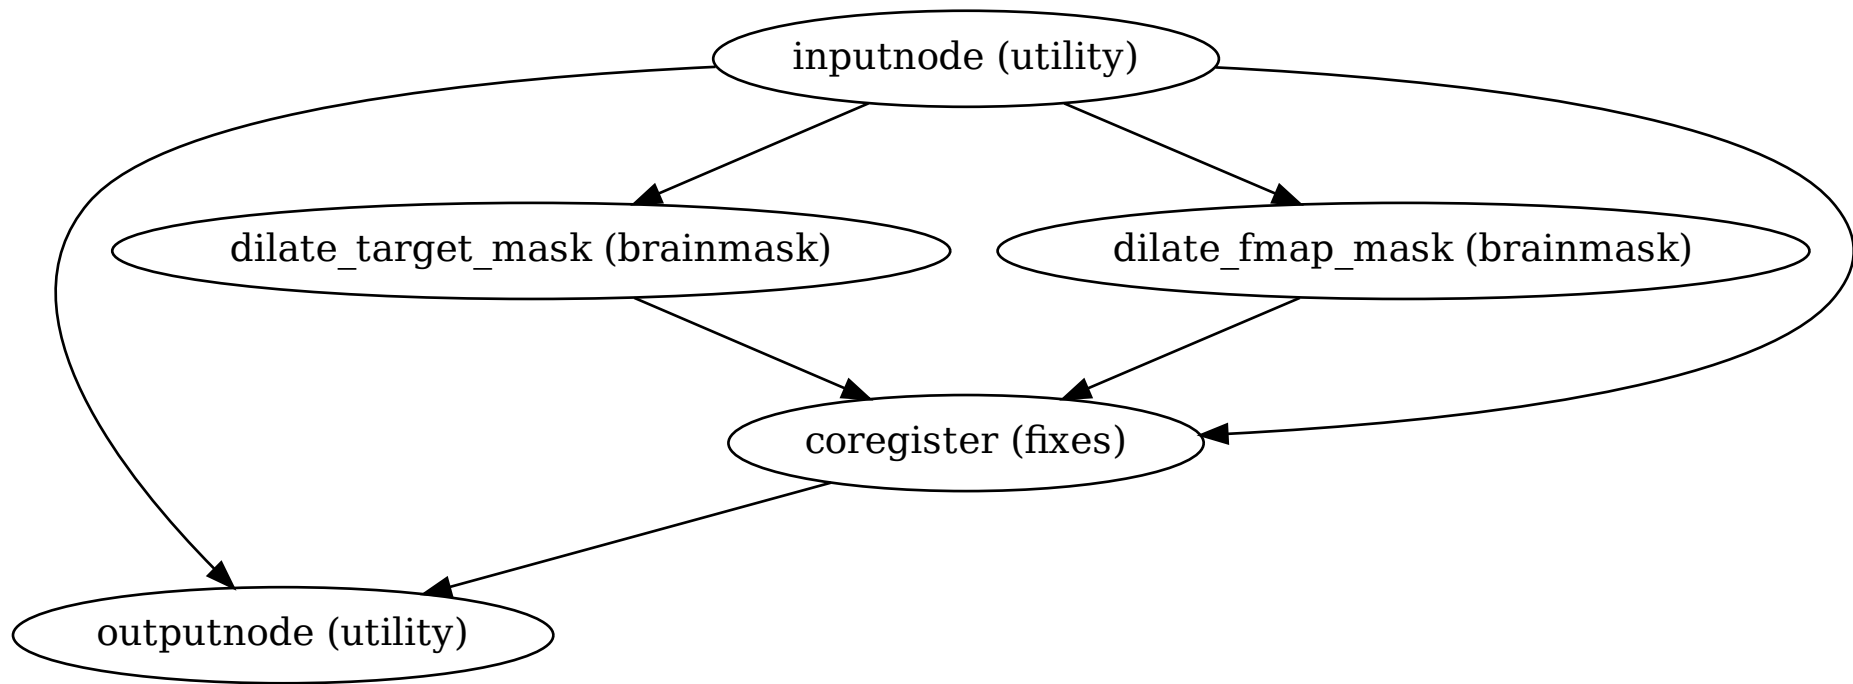 inputnode (utility)
dilate_target_mask (brainmask)
dilate_fmap_mask (brainmask)
coregister (fixes)
outputnode (utility)